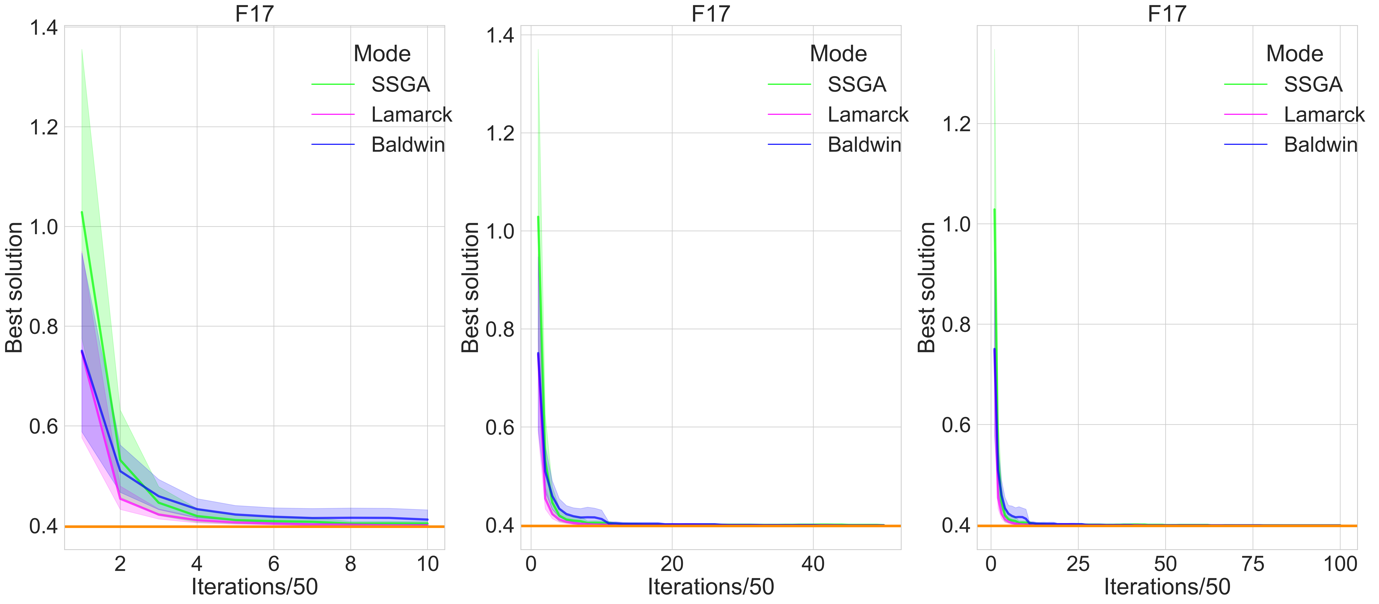 F17
1.4
1.2
1.0
0.8
0.6
0.4
Best solution
Mode
SSGA
Lamarck
Baldwin
2
4
6
8
10
Iterations/50
F17
1.4
1.2
1.0
0.8
0.6
0.4
Best solution
Mode
SSGA
Lamarck
Baldwin
0
20
40
Iterations/50
F17
1.2
1.0
0.8
0.6
0.4
Best solution
Mode
SSGA
Lamarck
Baldwin
0
25
50
75
100
Iterations/50